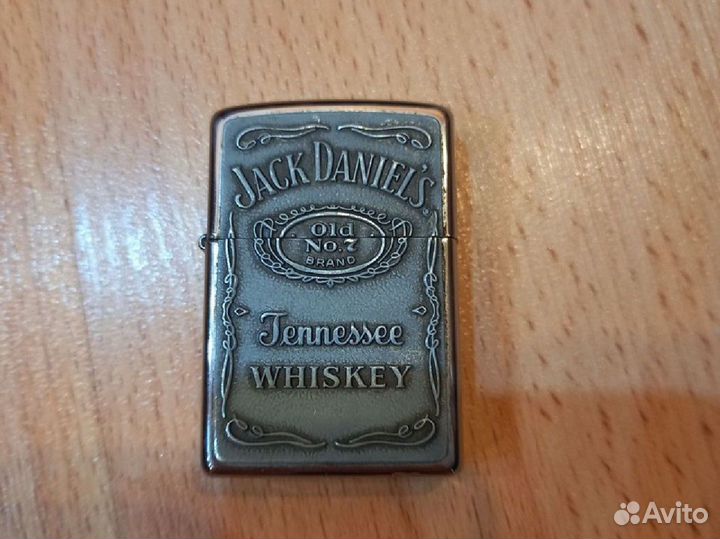 JACK DANIEL'S
Old
No.7
BRAND
Tennessee
WHISKEY
Avito